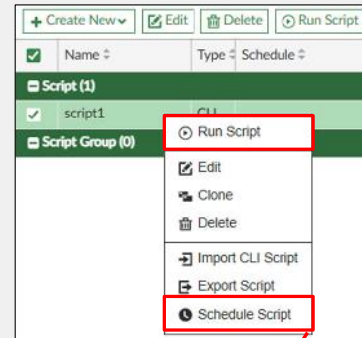 + Create New Edit Delete Run Script
Name Type Schedule
Script (1)
script1 CLI
Run Script
Script Group (0)
Edit
Clone
Delete
Import CLI Script
Export Script
Schedule Script